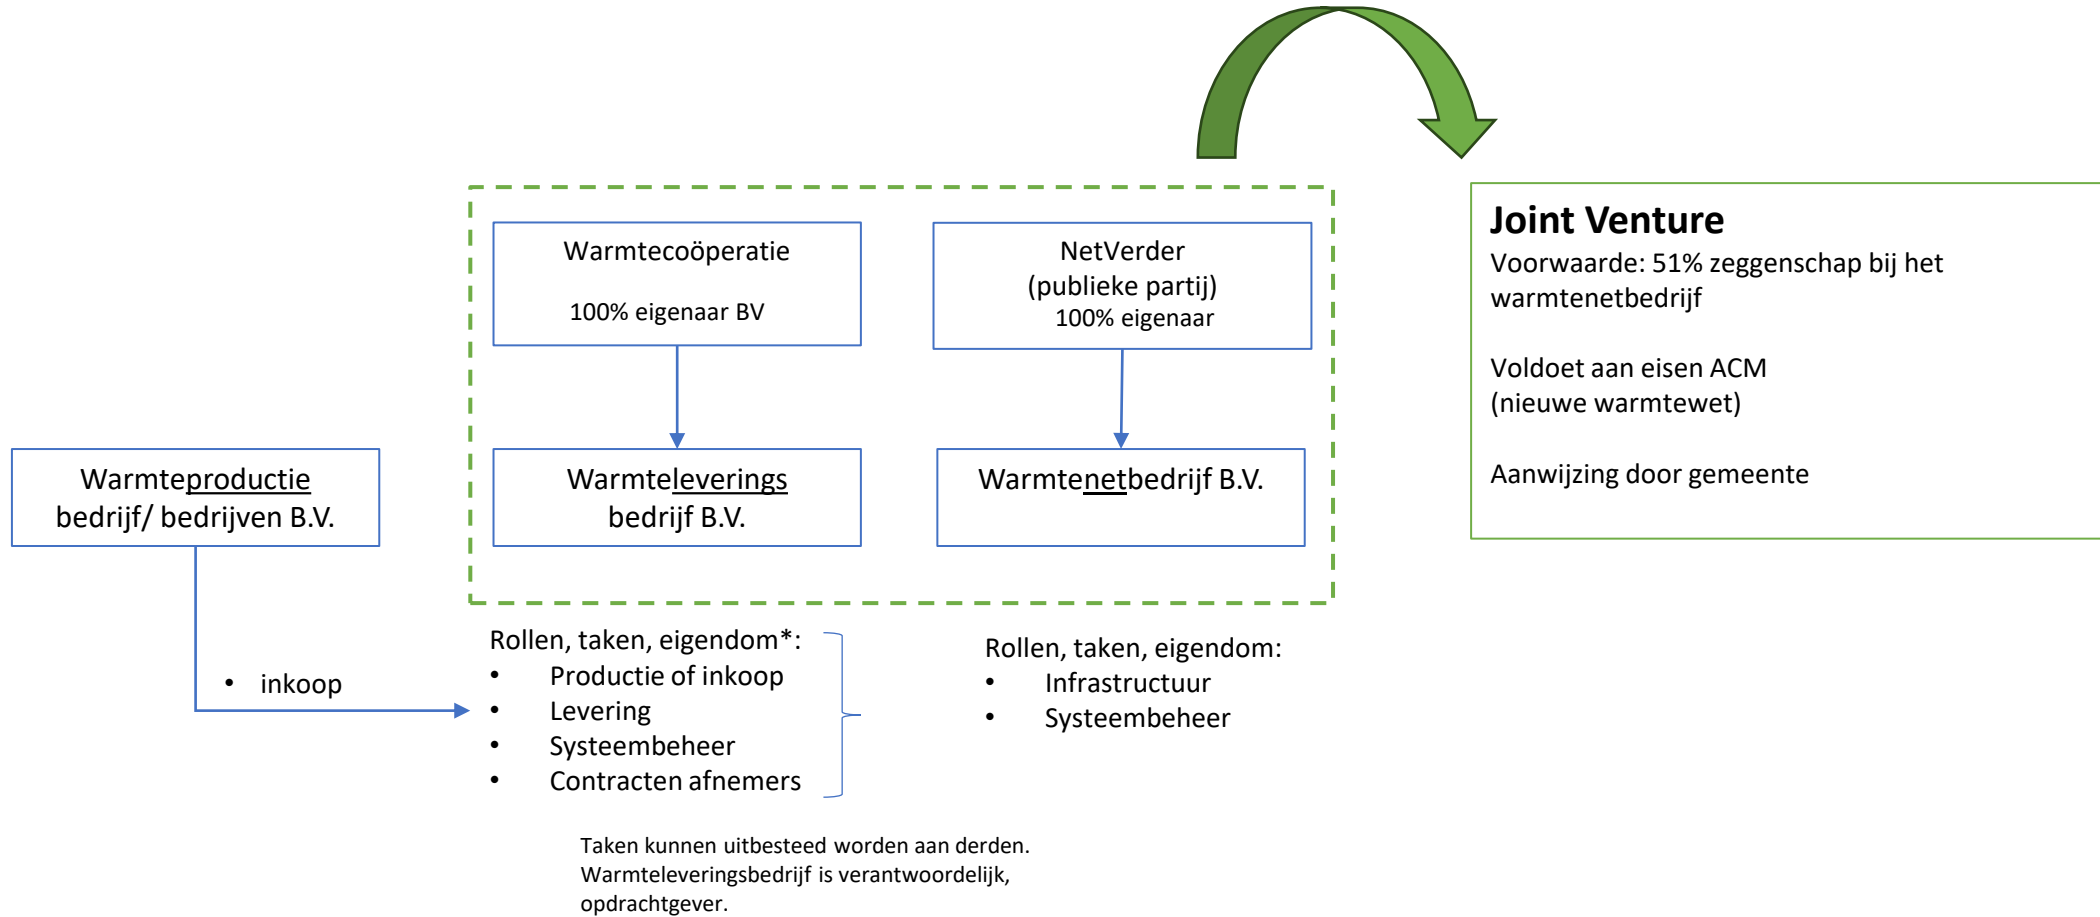 Warmtecoöperatie
100% eigenaar BV
NetVerder
(publieke partij)
100% eigenaar
Joint Venture
Voorwaarde: 51% zeggenschap bij het
warmtenetbedrijf
Voldoet aan eisen ACM
(nieuwe warmtewet)
Aanwijzing door gemeente
Warmteproductie
bedrijf/ bedrijven B.V.
Warmteleverings
bedrijf B.V.
Warmtenetbedrijf B.V.
• inkoop
Rollen, taken, eigendom*:
• Productie of inkoop
• Levering
• Systeembeheer
• Contracten afnemers
Rollen, taken, eigendom:
• Infrastructuur
• Systeembeheer
Taken kunnen uitbesteed worden aan derden.
Warmteleveringsbedrijf is verantwoordelijk,
opdrachtgever.